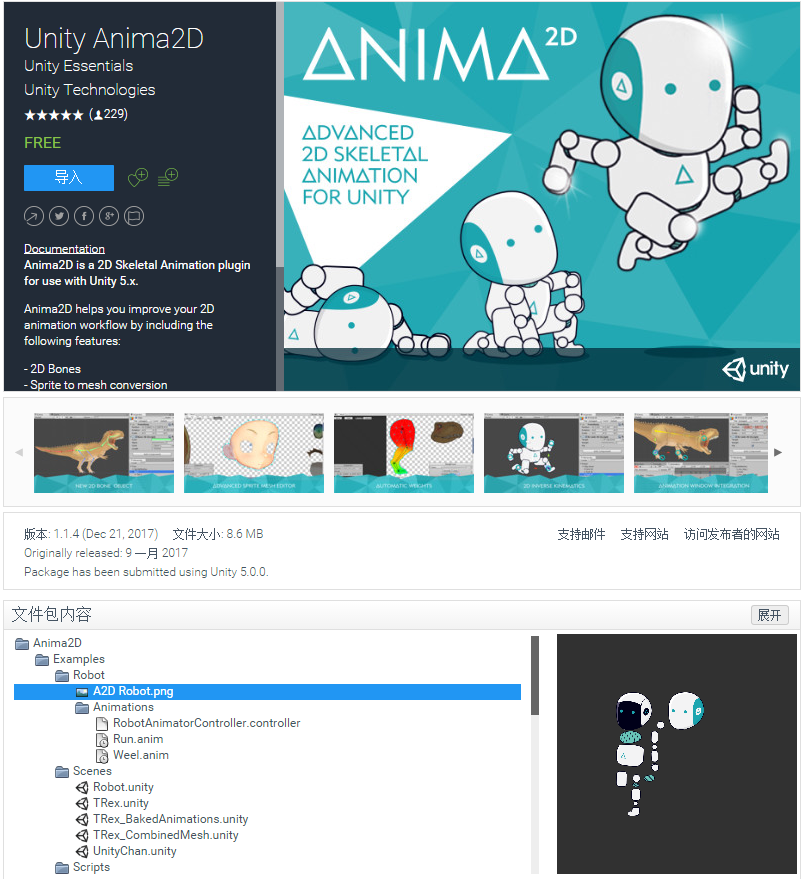 Unity Anima2D
Unity Essentials
Unity Technologies
★★★★★ (229)
FREE
导入
Documentation
Anima2D is a 2D Skeletal Animation plugin
for use with Unity 5.x.
Anima2D helps you improve your 2D
animation workflow by including the
following features:
- 2D Bones
- Sprite to mesh conversion
ANIMA2D
ADVANCED
2D SKELETAL
ANIMATION
FOR UNITY
unity
NEW 2D BONE OBJECT
ADVANCED SPRITE MESH EDITOR
AUTOMATIC WEIGHTS
2D INVERSE KINEMATICS
ANIMATION WINDOW INTEGRATION
版本: 1.1.4 (Dec 21, 2017) 文件大小: 8.6 MB
支持邮件 支持网站 访问发布者的网站
Originally released: 9 一月 2017
Package has been submitted using Unity 5.0.0.
文件包内容
展开
Anima2D
Examples
Robot
A2D Robot.png
Animations
RobotAnimatorController.controller
Run.anim
Weel.anim
Scenes
Robot.unity
TRex.unity
TRex_BakedAnimations.unity
TRex_CombinedMesh.unity
UnityChan.unity
Scripts